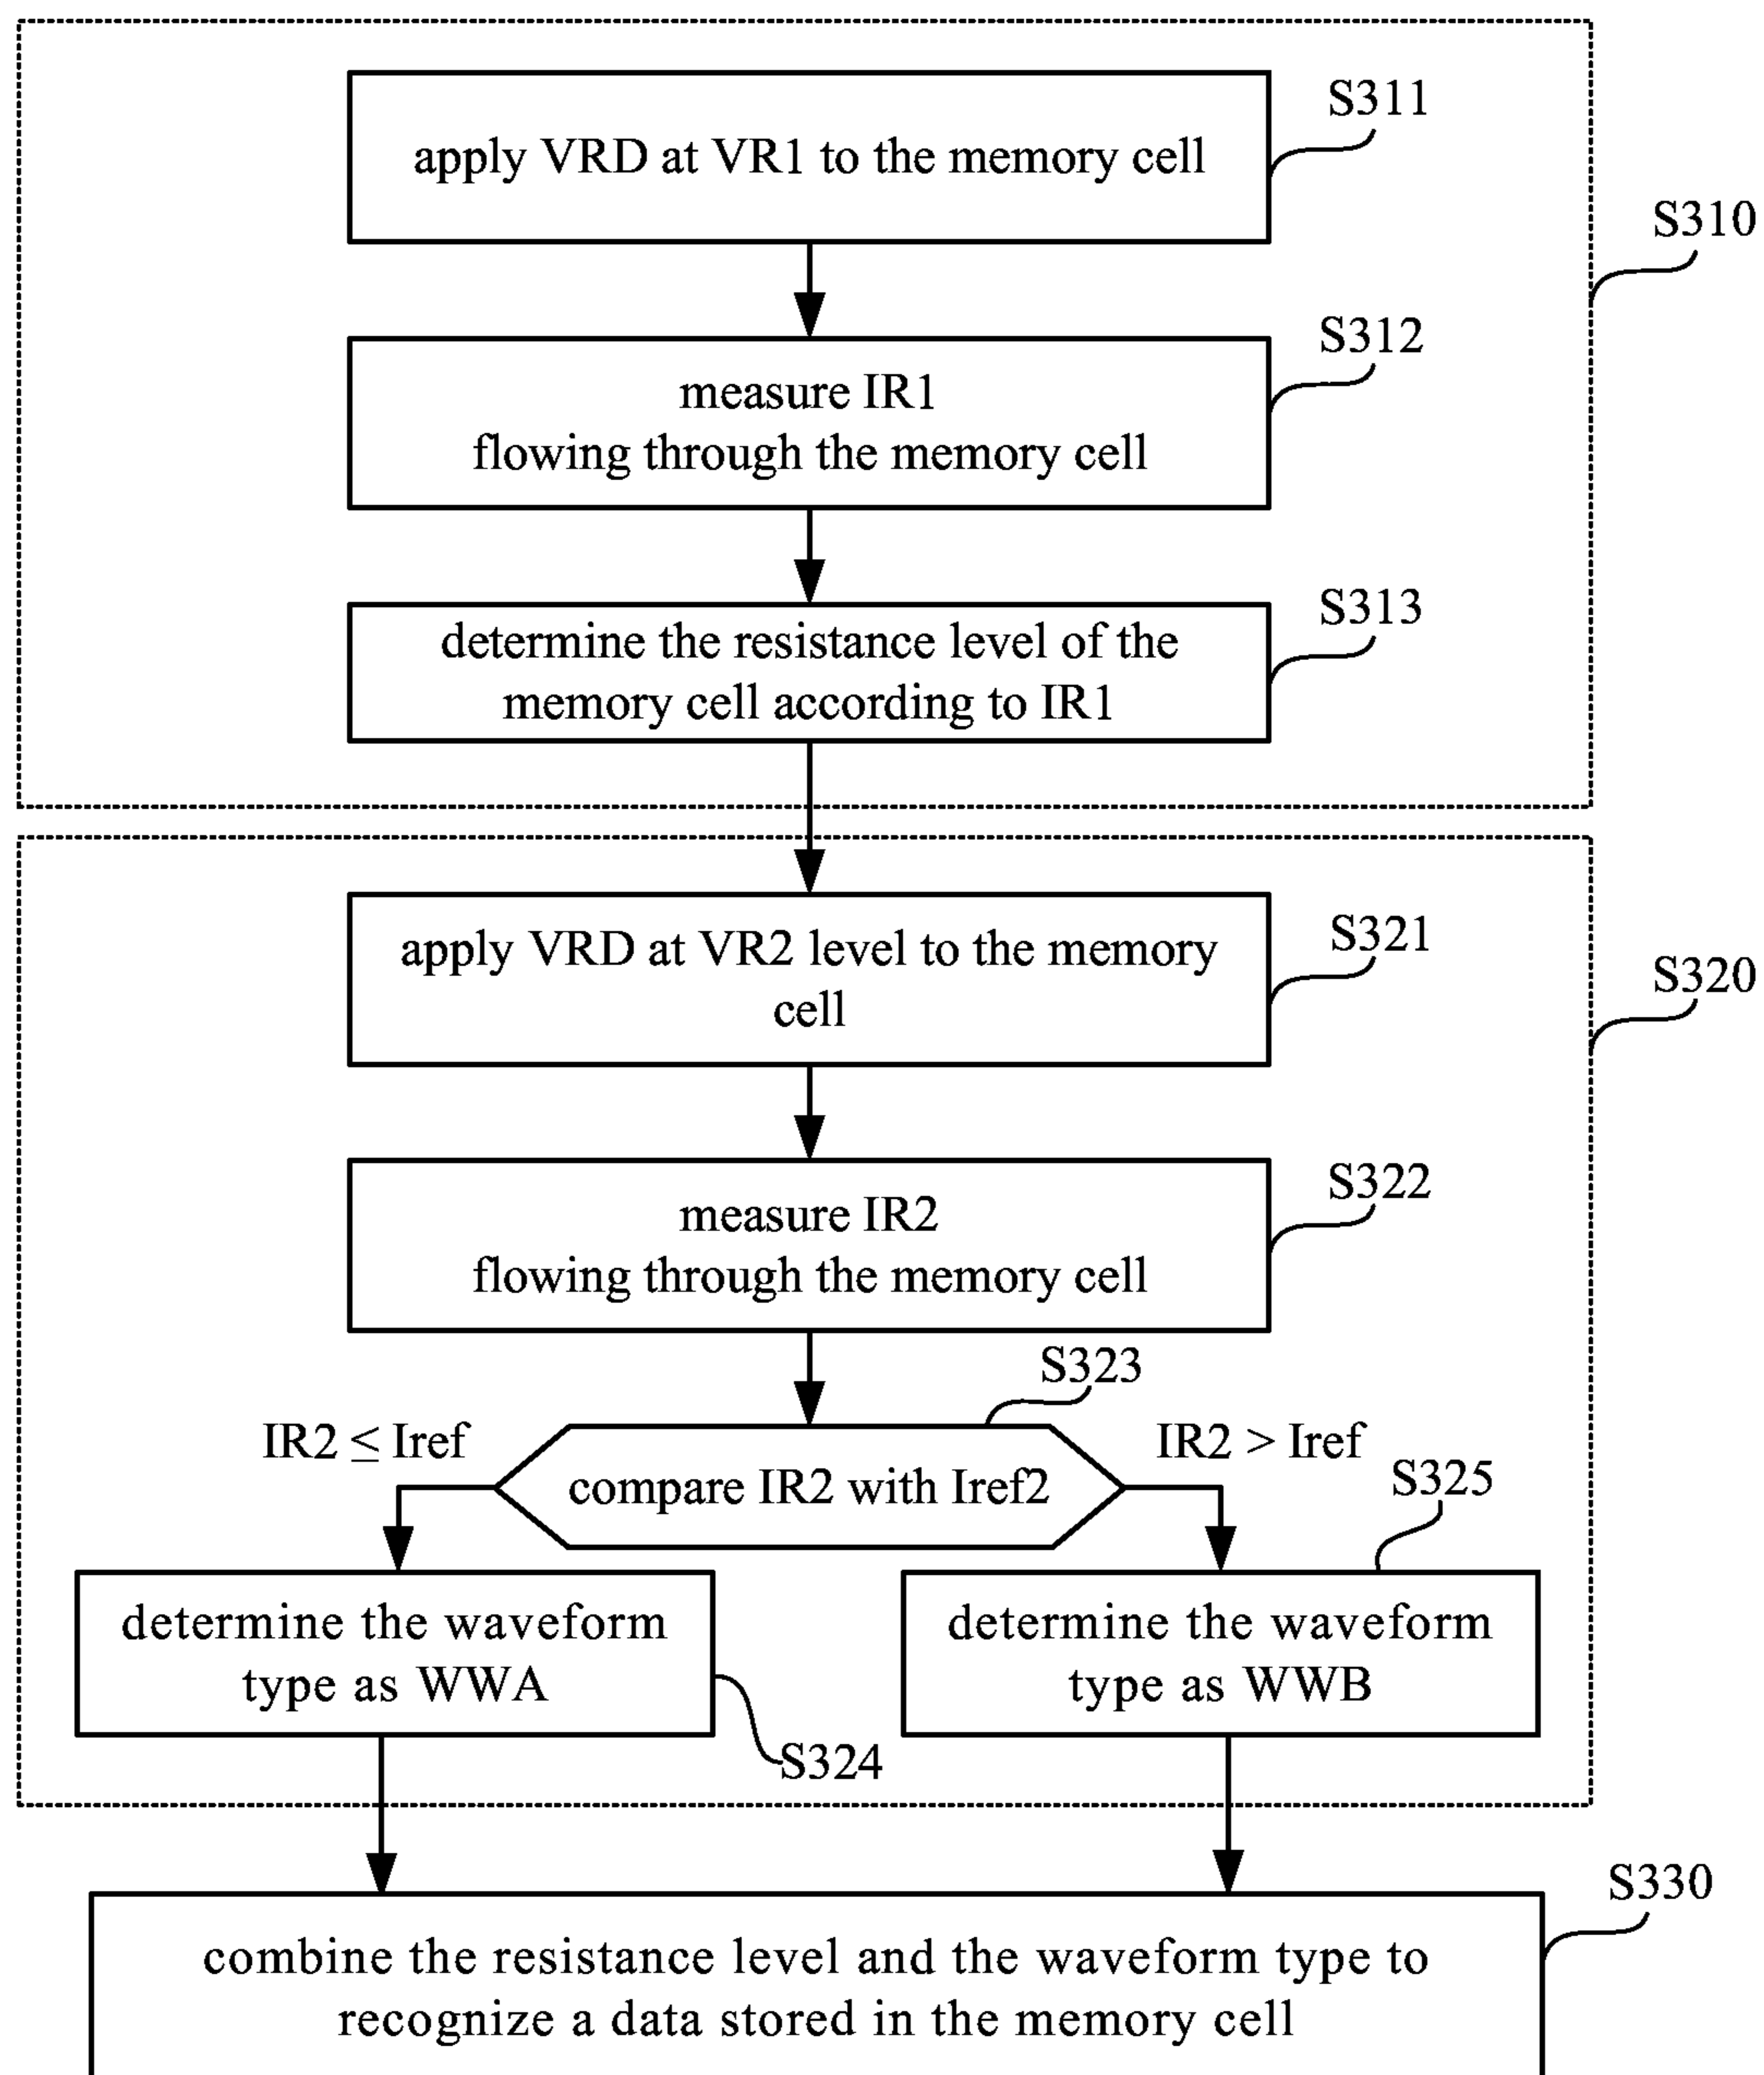 S311
apply VRD at VR1 to the memory cell
S310
S312
measure IR1
flowing through the memory cell
S313
determine the resistance level of the
memory cell according to IR1
S321
apply VRD at VR2 level to the memory
cell
S320
S322
measure IR2
flowing through the memory cell
S323
IR2 ≤ Iref
IR2 > Iref
compare IR2 with Iref2
S325
determine the waveform
type as WWA
determine the waveform
type as WWB
S324
S330
combine the resistance level and the waveform type to
recognize a data stored in the memory cell